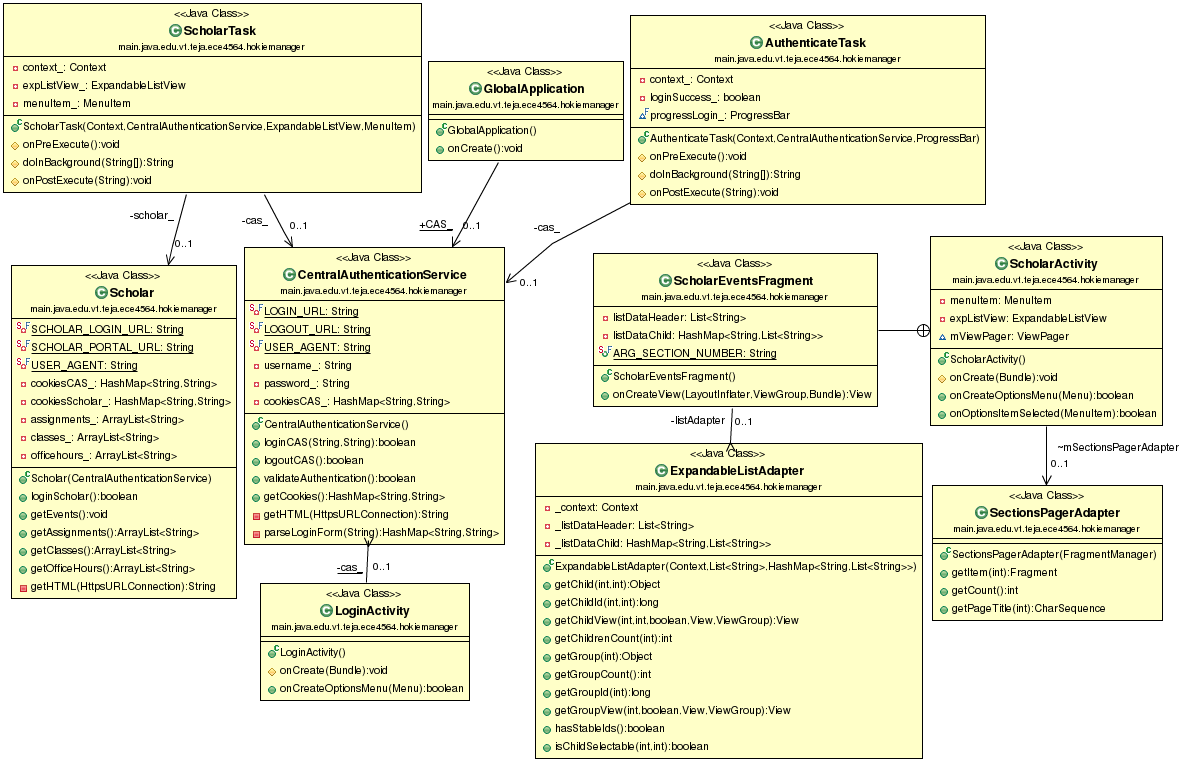 <<Java Class>>
ScholarTask
main.java.edu.vt.teja.ece4564.hokiemanager
context_: Context
expListView_: ExpandableListView
menuItem_: MenuItem
ScholarTask(Context,CentralAuthenticationService,ExpandableListView,MenuItem)
onPreExecute():void
doInBackground(String[]):String
onPostExecute(String):void
<<Java Class>>
GlobalApplication
main.java.edu.vt.teja.ece4564.hokiemanager
GlobalApplication()
onCreate():void
<<Java Class>>
AuthenticateTask
main.java.edu.vt.teja.ece4564.hokiemanager
context_: Context
loginSuccess_: boolean
progressLogin_: ProgressBar
AuthenticateTask(Context,CentralAuthenticationService,ProgressBar)
onPreExecute():void
doInBackground(String[]):String
onPostExecute(String):void
-scholar_
0..1
-cas_
0..1
+CAS_
0..1
-cas_
0..1
<<Java Class>>
Scholar
main.java.edu.vt.teja.ece4564.hokiemanager
SCHOLAR_LOGIN_URL: String
SCHOLAR_PORTAL_URL: String
USER_AGENT: String
cookiesCAS_: HashMap<String,String>
cookiesScholar_: HashMap<String,String>
assignments_: ArrayList<String>
classes_: ArrayList<String>
officehours_: ArrayList<String>
Scholar(CentralAuthenticationService)
loginScholar():boolean
getEvents():void
getAssignments():ArrayList<String>
getClasses():ArrayList<String>
getOfficeHours():ArrayList<String>
getHTML(HttpsURLConnection):String
<<Java Class>>
CentralAuthenticationService
main.java.edu.vt.teja.ece4564.hokiemanager
LOGIN_URL: String
LOGOUT_URL: String
USER_AGENT: String
username_: String
password_: String
cookiesCAS_: HashMap<String,String>
CentralAuthenticationService()
loginCAS(String,String):boolean
logoutCAS():boolean
validateAuthentication():boolean
getCookies():HashMap<String,String>
getHTML(HttpsURLConnection):String
parseLoginForm(String):HashMap<String,String>
-cas_
0..1
<<Java Class>>
LoginActivity
main.java.edu.vt.teja.ece4564.hokiemanager
LoginActivity()
onCreate(Bundle):void
onCreateOptionsMenu(Menu):boolean
<<Java Class>>
ScholarEventsFragment
main.java.edu.vt.teja.ece4564.hokiemanager
listDataHeader: List<String>
listDataChild: HashMap<String,List<String>>
ARG_SECTION_NUMBER: String
ScholarEventsFragment()
onCreateView(LayoutInflater,ViewGroup,Bundle):View
-listAdapter
0..1
<<Java Class>>
ExpandableListAdapter
main.java.edu.vt.teja.ece4564.hokiemanager
_context: Context
_listDataHeader: List<String>
_listDataChild: HashMap<String,List<String>>
ExpandableListAdapter(Context,List<String>,HashMap<String,List<String>>)
getChild(int,int):Object
getChildId(int,int):long
getChildView(int,int,boolean,View,ViewGroup):View
getChildrenCount(int):int
getGroup(int):Object
getGroupCount():int
getGroupId(int):long
getGroupView(int,boolean,View,ViewGroup):View
hasStableIds():boolean
isChildSelectable(int,int):boolean
<<Java Class>>
ScholarActivity
main.java.edu.vt.teja.ece4564.hokiemanager
menuItem: MenuItem
expListView: ExpandableListView
mViewPager: ViewPager
ScholarActivity()
onCreate(Bundle):void
onCreateOptionsMenu(Menu):boolean
onOptionsItemSelected(MenuItem):boolean
~mSectionsPagerAdapter
0..1
<<Java Class>>
SectionsPagerAdapter
main.java.edu.vt.teja.ece4564.hokiemanager
SectionsPagerAdapter(FragmentManager)
getItem(int):Fragment
getCount():int
getPageTitle(int):CharSequence